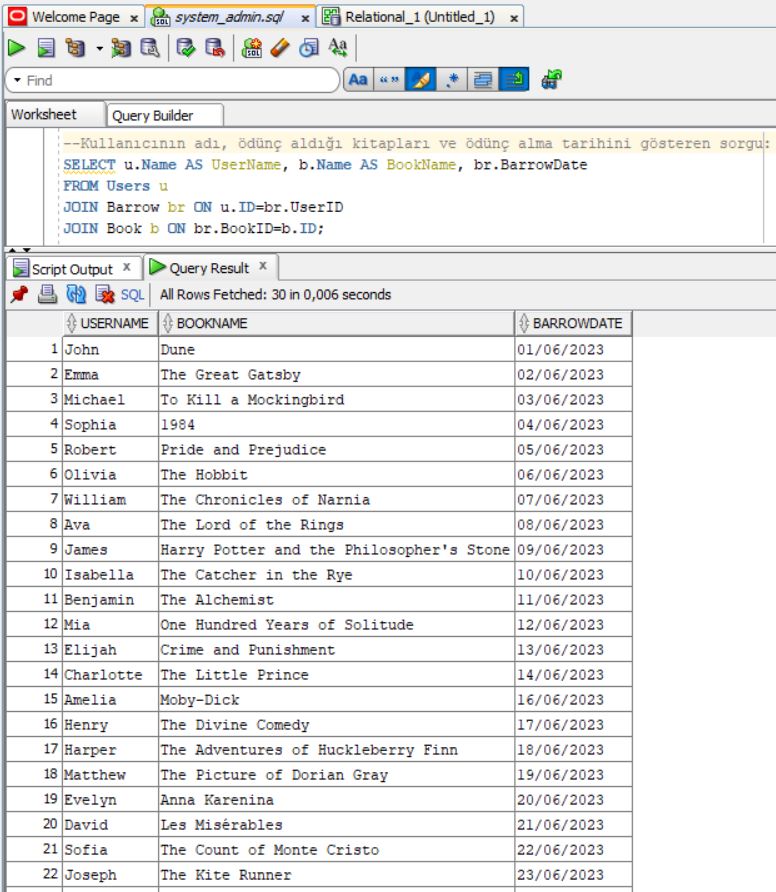 Welcome Page x system_admin.sql x Relational_1 (Untitled_1) x
SQL Aa
Find Aa “” .*
Worksheet Query Builder
--Kullanıcının adı, ödünç aldığı kitapları ve ödünç alma tarihini gösteren sorgu:
SELECT u.Name AS UserName, b.Name AS BookName, br.BarrowDate
FROM Users u
JOIN Barrow br ON u.ID=br.UserID
JOIN Book b ON br.BookID=b.ID;
Script Output x Query Result x
SQL All Rows Fetched: 30 in 0,006 seconds
USERNAME BOOKNAME BARROWDATE
1 John Dune 01/06/2023
2 Emma The Great Gatsby 02/06/2023
3 Michael To Kill a Mockingbird 03/06/2023
4 Sophia 1984 04/06/2023
5 Robert Pride and Prejudice 05/06/2023
6 Olivia The Hobbit 06/06/2023
7 William The Chronicles of Narnia 07/06/2023
8 Ava The Lord of the Rings 08/06/2023
9 James Harry Potter and the Philosopher's Stone 09/06/2023
10 Isabella The Catcher in the Rye 10/06/2023
11 Benjamin The Alchemist 11/06/2023
12 Mia One Hundred Years of Solitude 12/06/2023
13 Elijah Crime and Punishment 13/06/2023
14 Charlotte The Little Prince 14/06/2023
15 Amelia Moby-Dick 16/06/2023
16 Henry The Divine Comedy 17/06/2023
17 Harper The Adventures of Huckleberry Finn 18/06/2023
18 Matthew The Picture of Dorian Gray 19/06/2023
19 Evelyn Anna Karenina 20/06/2023
20 David Les Misérables 21/06/2023
21 Sofia The Count of Monte Cristo 22/06/2023
22 Joseph The Kite Runner 23/06/2023